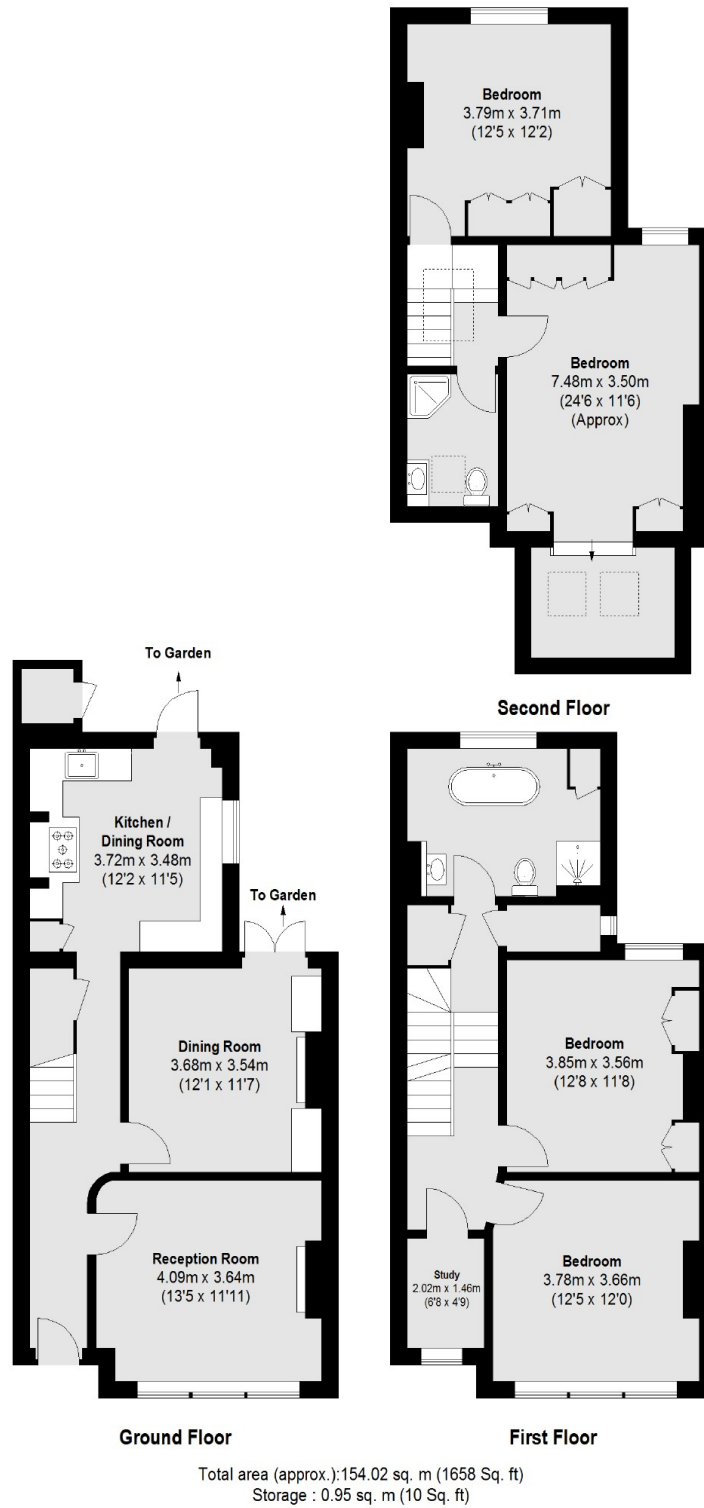 Bedroom
3.79m x 3.71m
(12'5 x 12'2)
Bedroom
7.48m x 3.50m
(24'6 x 11'6)
(Approx)
Second Floor
To Garden
Kitchen /
Dining Room
3.72m x 3.48m
(12'2 x 11'5)
To Garden
Dining Room
3.68m x 3.54m
(12'1 x 11'7)
Reception Room
4.09m x 3.64m
(13'5 x 11'11)
Ground Floor
Bedroom
3.85m x 3.56m
(12'8 x 11'8)
Study
2.02m x 1.46m
(6'8 x 4'9)
Bedroom
3.78m x 3.66m
(12'5 x 12'0)
First Floor
Total area (approx.):154.02 sq. m (1658 Sq. ft)
Storage : 0.95 sq. m (10 Sq. ft)